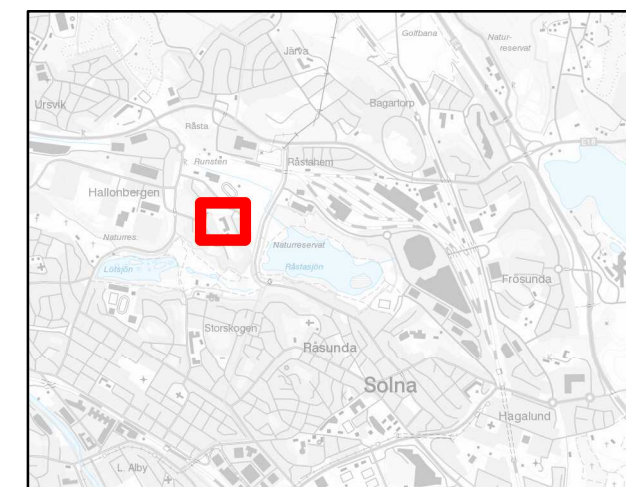 Golfbana
Natur-
reservat
Järva
Ursvik
Bagartorp
Råsta
E18
Runsten
Råstahem
Hallonbergen
Naturres.
Naturreservat
Råstasjön
Lötsjön
Frösunda
Storskogen
Råsunda
Solna
Hagalund
L. Alby